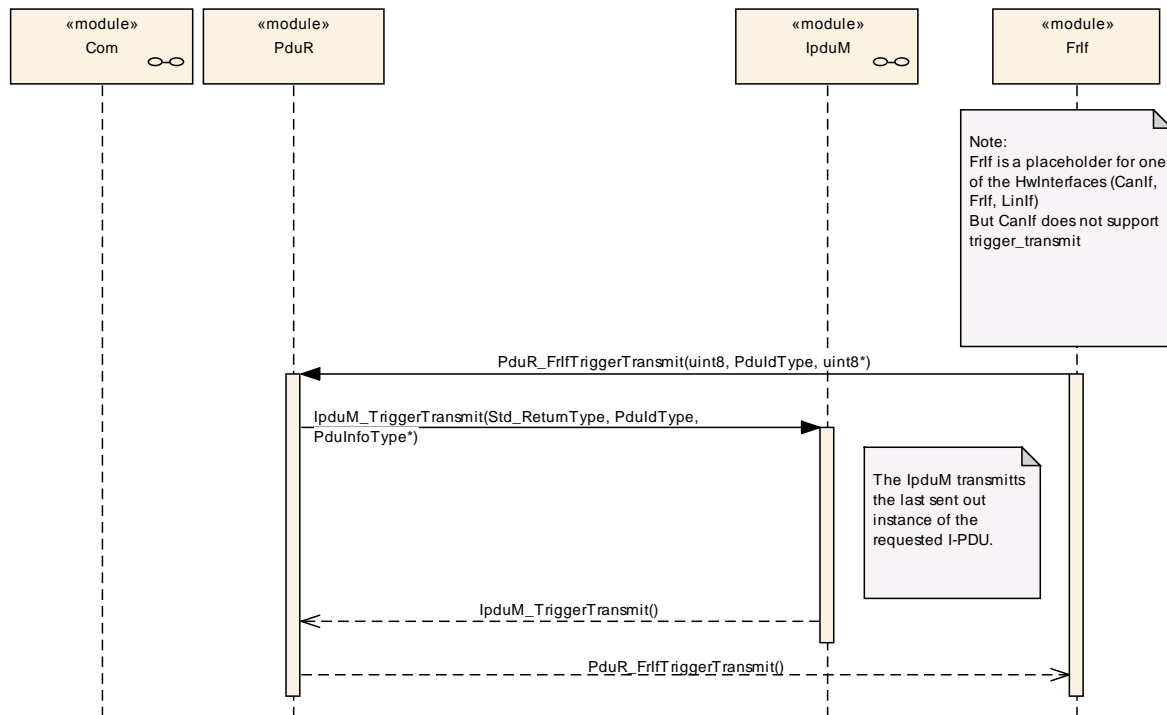 «module»
Com
«module»
PduR
«module»
IpduM
«module»
FrIf
Note:
FrIf is a placeholder for one
of the HwInterfaces (CanIf,
FrIf, LinIf)
But CanIf does not support
trigger_transmit
PduR_FrIfTriggerTransmit(uint8, PduIdType, uint8*)
IpduM_TriggerTransmit(Std_ReturnType, PduIdType,
PduInfoType*)
The IpduM transmitts
the last sent out
instance of the
requested I-PDU.
IpduM_TriggerTransmit()
PduR_FrIfTriggerTransmit()